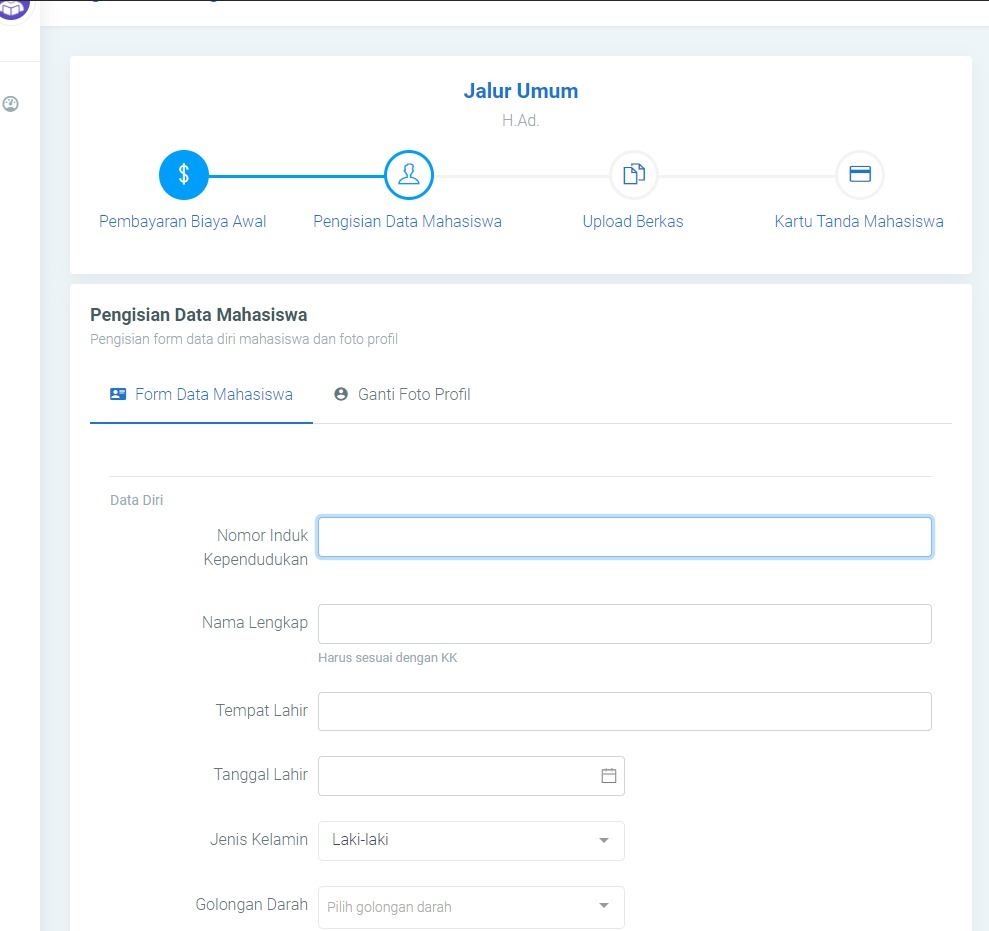 Jalur Umum
H.Ad.
$
Pembayaran Biaya Awal
Pengisian Data Mahasiswa
Upload Berkas
Kartu Tanda Mahasiswa
Pengisian Data Mahasiswa
Pengisian form data diri mahasiswa dan foto profil
Form Data Mahasiswa
Ganti Foto Profil
Data Diri
Nomor Induk
Kependudukan
Nama Lengkap
Harus sesuai dengan KK
Tempat Lahir
Tanggal Lahir
Jenis Kelamin
Laki-laki
Golongan Darah
Pilih golongan darah